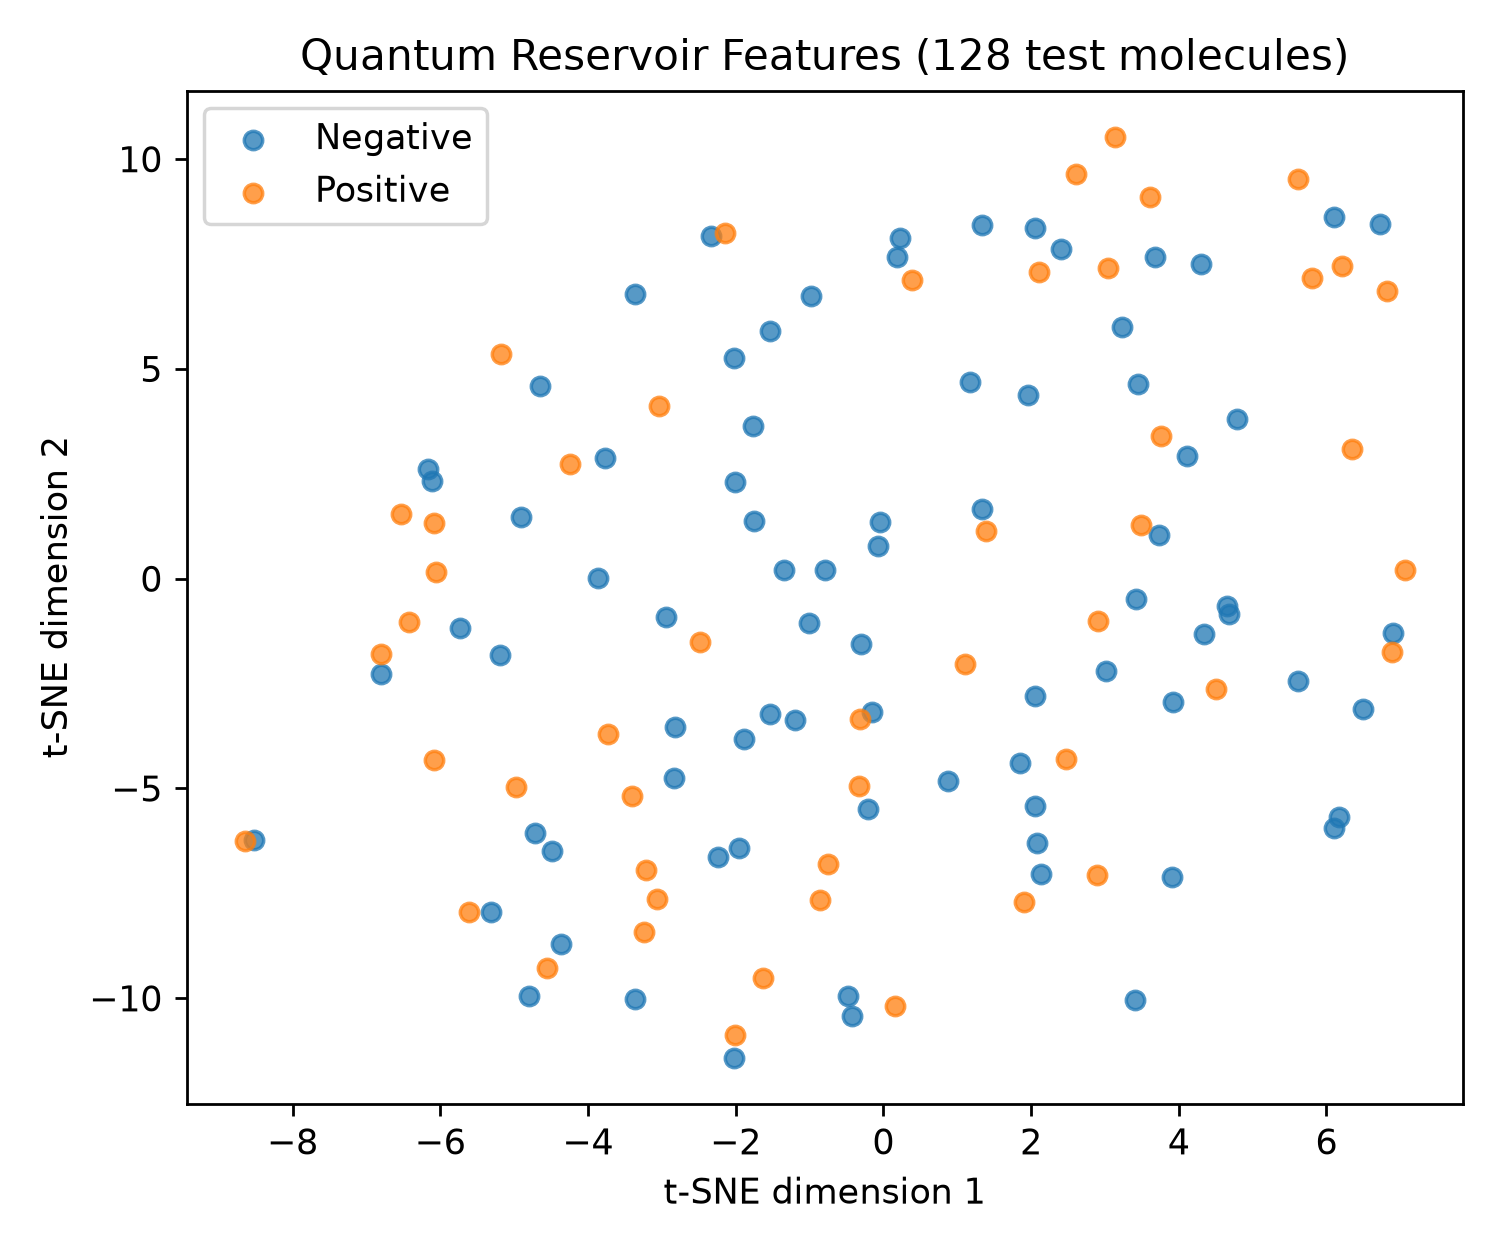 Quantum Reservoir Features (128 test molecules)
Negative
Positive
10
5
0
−5
−10
t-SNE dimension 2
−8 −6 −4 −2 0 2 4 6
t-SNE dimension 1